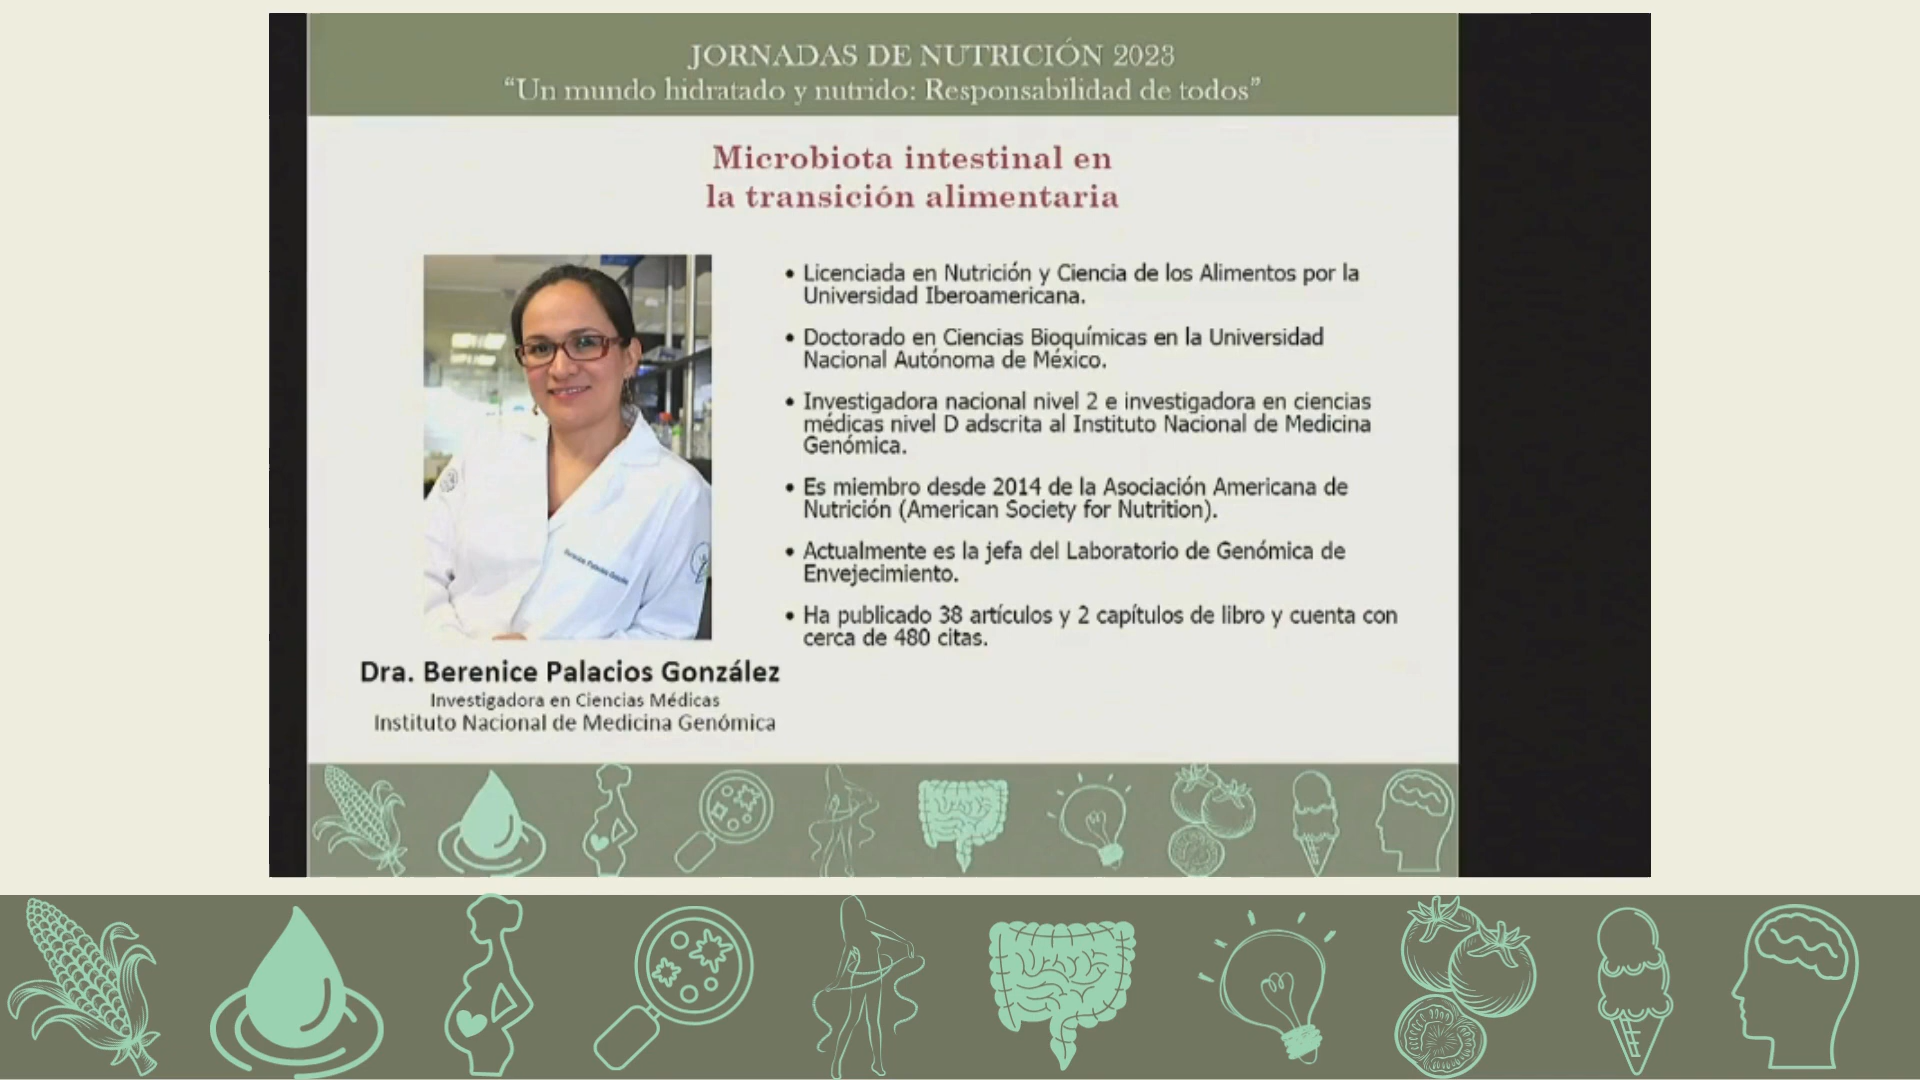 JORNADAS DE NUTRICIÓN 2023
“Un mundo hidratado y nutrido: Responsabilidad de todos”
Microbiota intestinal en
la transición alimentaria
• Licenciada en Nutrición y Ciencia de los Alimentos por la
Universidad Iberoamericana.
• Doctorado en Ciencias Bioquímicas en la Universidad
Nacional Autónoma de México.
• Investigadora nacional nivel 2 e investigadora en ciencias
médicas nivel D adscrita al Instituto Nacional de Medicina
Genómica.
• Es miembro desde 2014 de la Asociación Americana de
Nutrición (American Society for Nutrition).
• Actualmente es la jefa del Laboratorio de Genómica de
Envejecimiento.
• Ha publicado 38 artículos y 2 capítulos de libro y cuenta con
cerca de 480 citas.
Dra. Berenice Palacios González
Investigadora en Ciencias Médicas
Instituto Nacional de Medicina Genómica